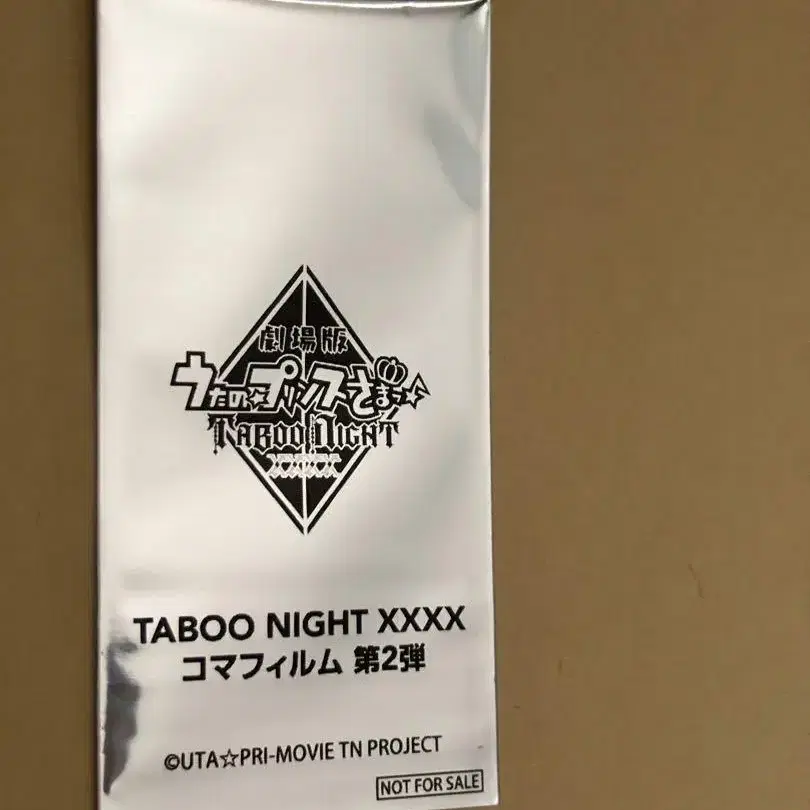 劇場版
うたの☆プリンスさまっ♪
TABOO NIGHT
XXXX
TABOO NIGHT XXXX
コマフィルム 第2弾
©UTA☆PRI-MOVIE TN PROJECT
NOT FOR SALE